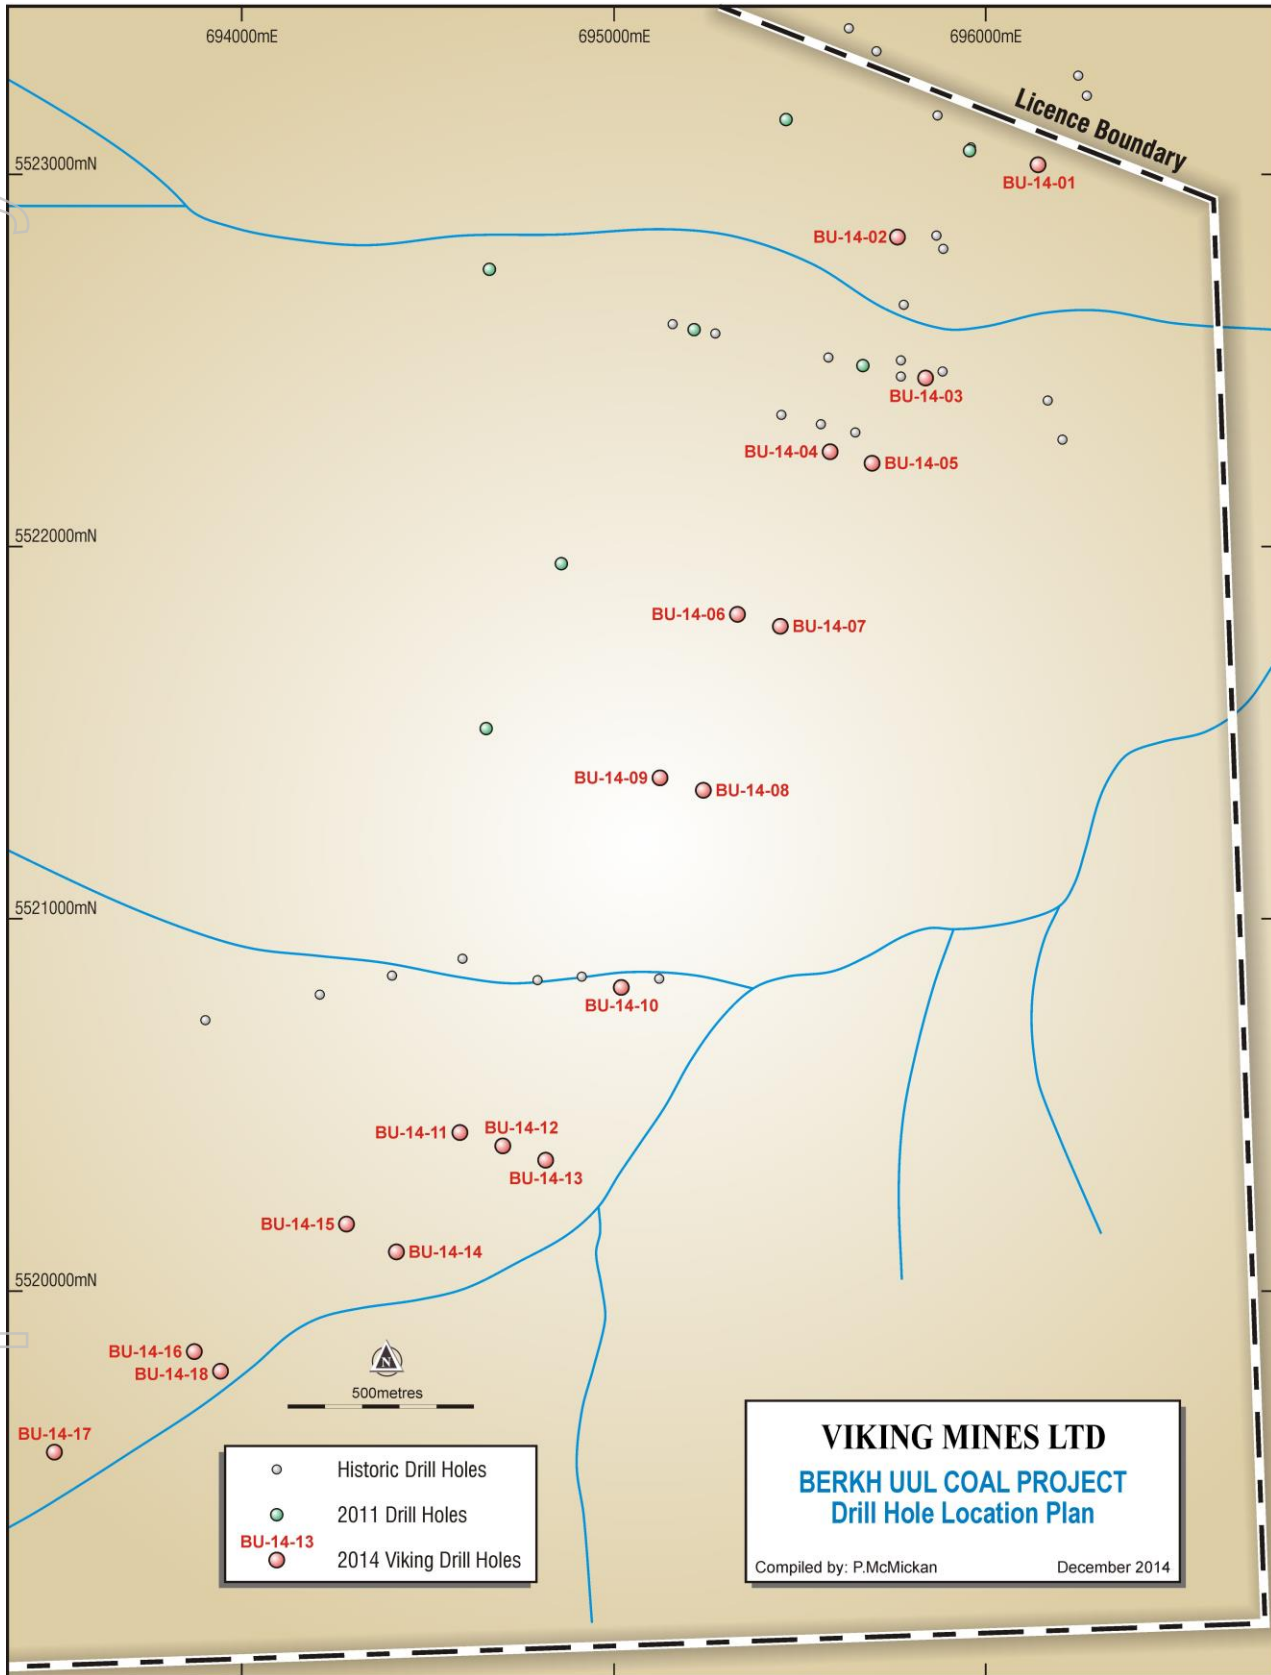 694000mE
695000mE
696000mE
Licence Boundary
5523000mN
BU-14-01
BU-14-02
BU-14-03
BU-14-04
BU-14-05
5522000mN
BU-14-06
BU-14-07
BU-14-09
BU-14-08
5521000mN
BU-14-10
BU-14-11
BU-14-12
BU-14-13
BU-14-15
BU-14-14
5520000mN
BU-14-16
BU-14-18
BU-14-17
N
500metres
Historic Drill Holes
2011 Drill Holes
BU-14-13
2014 Viking Drill Holes
VIKING MINES LTD
BERKH UUL COAL PROJECT
Drill Hole Location Plan
Compiled by: P.McMickan December 2014